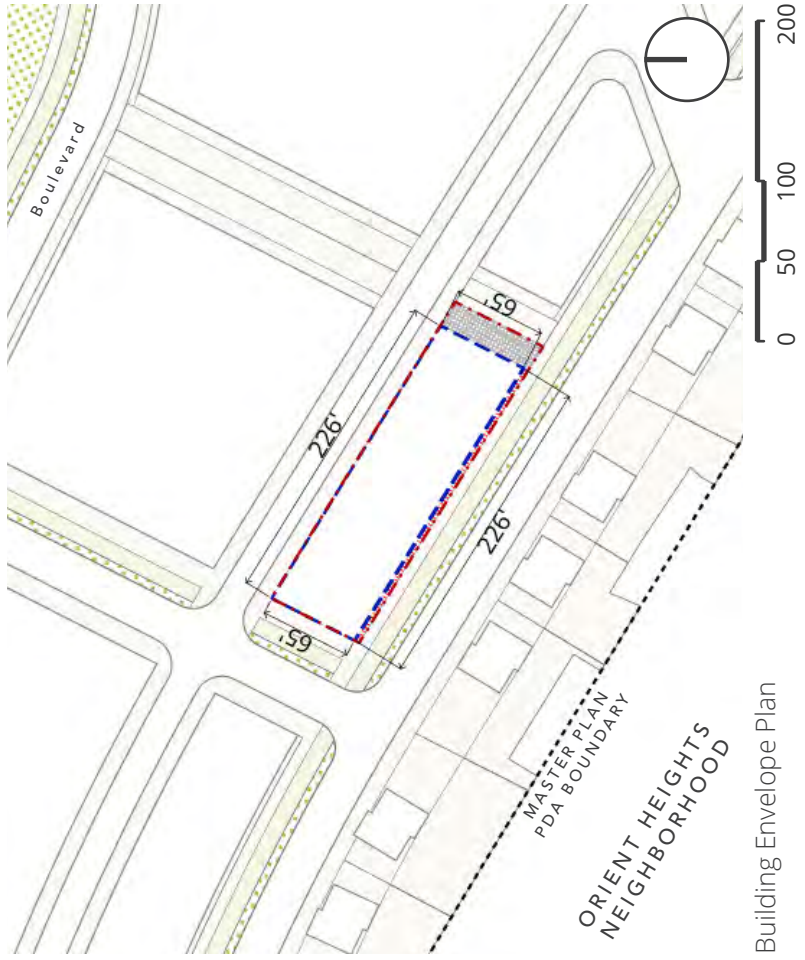 Boulevard
226'
65'
65'
226'
MASTER PLAN
PDA BOUNDARY
ORIENT HEIGHTS
NEIGHBORHOOD
Building Envelope Plan
0 50 100 200